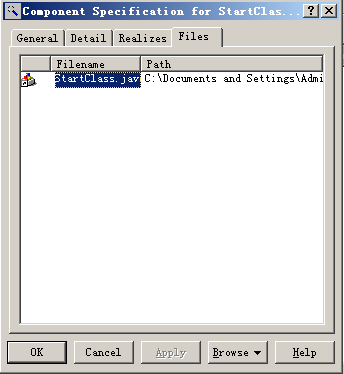 Component Specification for StartClas...
General Detail Realizes Files
Filename Path
StartClass.jav C:\Documents and Settings\Admi
OK Cancel Apply Browse Help